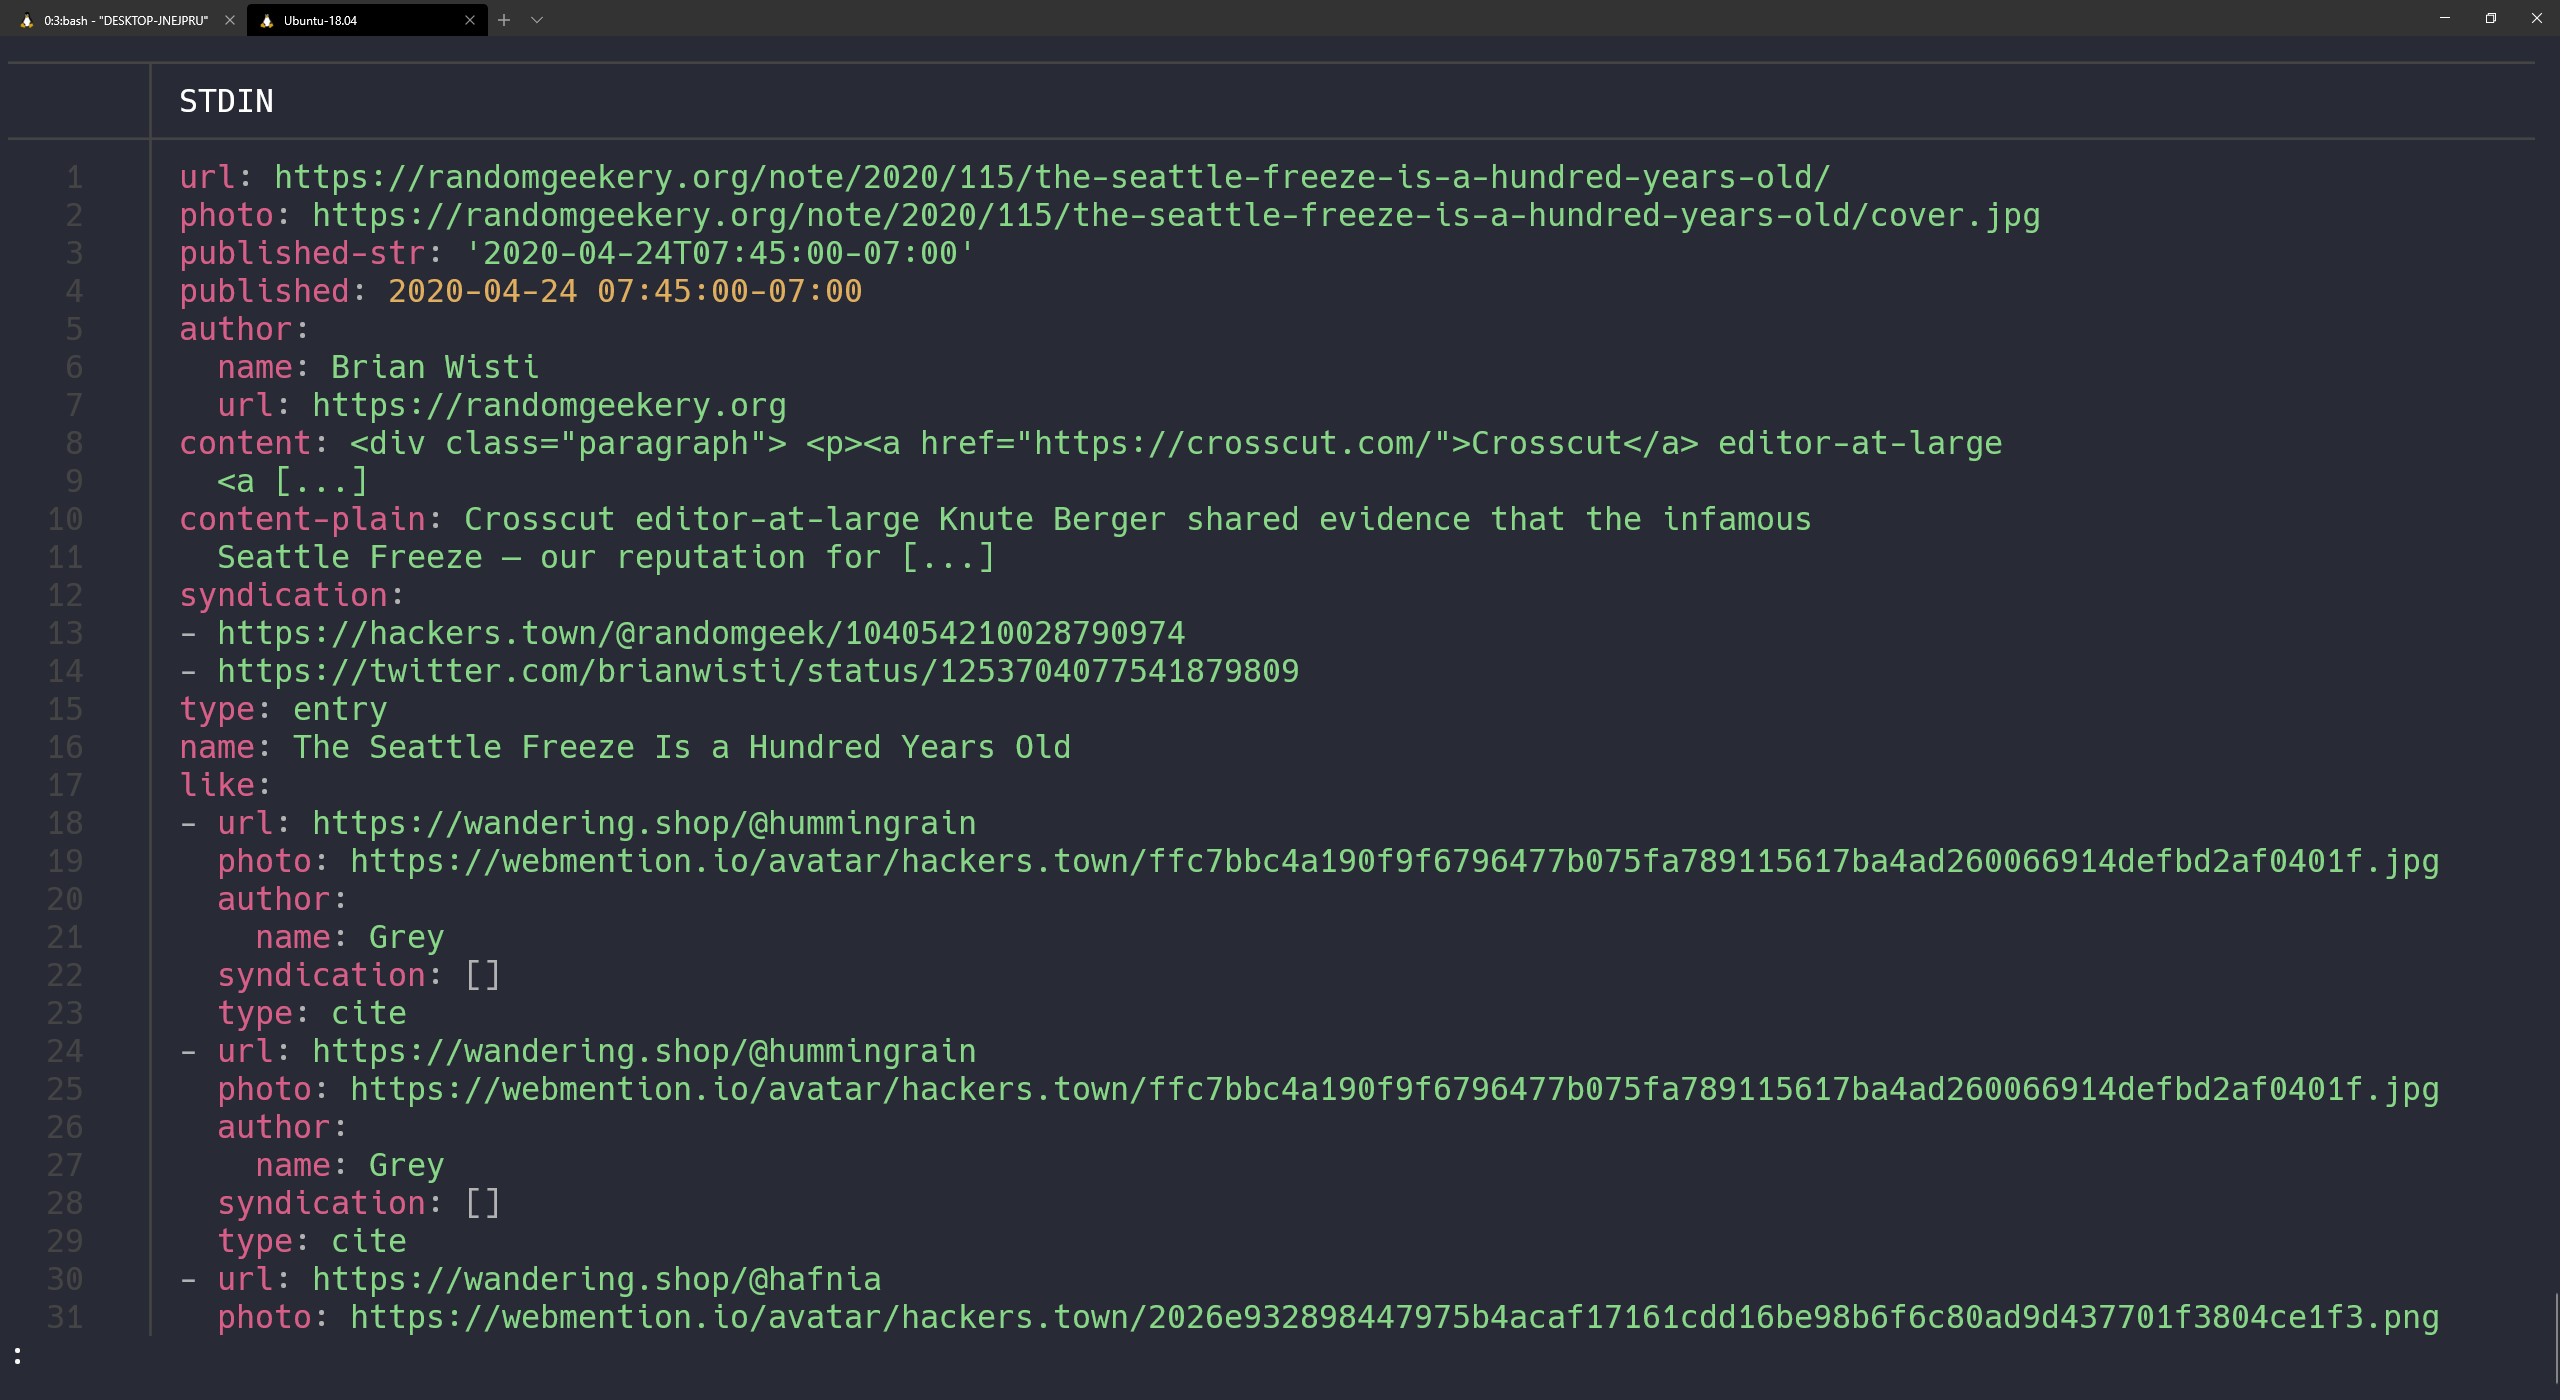 0:3:bash - "DESKTOP-JNEJPRU"
Ubuntu-18.04
STDIN
1 url: https://randomgeekery.org/note/2020/115/the-seattle-freeze-is-a-hundred-years-old/
2 photo: https://randomgeekery.org/note/2020/115/the-seattle-freeze-is-a-hundred-years-old/cover.jpg
3 published-str: '2020-04-24T07:45:00-07:00'
4 published: 2020-04-24 07:45:00-07:00
5 author:
6   name: Brian Wisti
7   url: https://randomgeekery.org
8 content: <div class="paragraph"> <p><a href="https://crosscut.com/">Crosscut</a> editor-at-large
9   <a [...]
10 content-plain: Crosscut editor-at-large Knute Berger shared evidence that the infamous
11   Seattle Freeze — our reputation for [...]
12 syndication:
13 - https://hackers.town/@randomgeek/104054210028790974
14 - https://twitter.com/brianwisti/status/1253704077541879809
15 type: entry
16 name: The Seattle Freeze Is a Hundred Years Old
17 like:
18 - url: https://wandering.shop/@hummingrain
19   photo: https://webmention.io/avatar/hackers.town/ffc7bbc4a190f9f6796477b075fa789115617ba4ad260066914defbd2af0401f.jpg
20   author:
21     name: Grey
22   syndication: []
23   type: cite
24 - url: https://wandering.shop/@hummingrain
25   photo: https://webmention.io/avatar/hackers.town/ffc7bbc4a190f9f6796477b075fa789115617ba4ad260066914defbd2af0401f.jpg
26   author:
27     name: Grey
28   syndication: []
29   type: cite
30 - url: https://wandering.shop/@hafnia
31   photo: https://webmention.io/avatar/hackers.town/2026e932898447975b4acaf17161cdd16be98b6f6c80ad9d437701f3804ce1f3.png
: